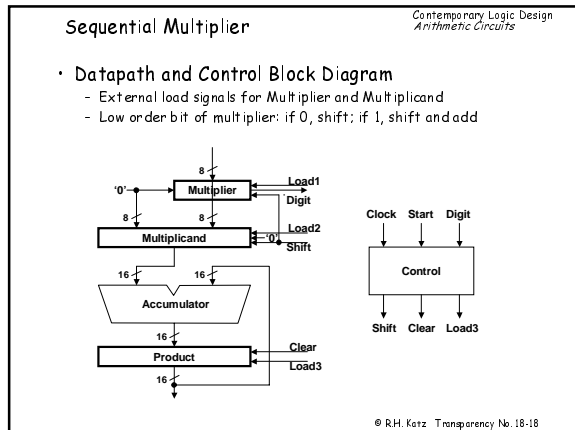 Contemporary Logic Design
Sequential Multiplier
Arithmetic Circuits
• Datapath and Control Block Diagram
– External load signals for Multiplier and Multiplicand
– Low order bit of multiplier: if 0, shift; if 1, shift and add
8
Load1
'0'
Multiplier
Digit
8
8
Load2
Multiplicand
'0'
Shift
16
16
Accumulator
16
Clear
Product
Load3
16
Clock Start Digit
Control
Shift Clear Load3
© R.H. Katz Transparency No. 18-18